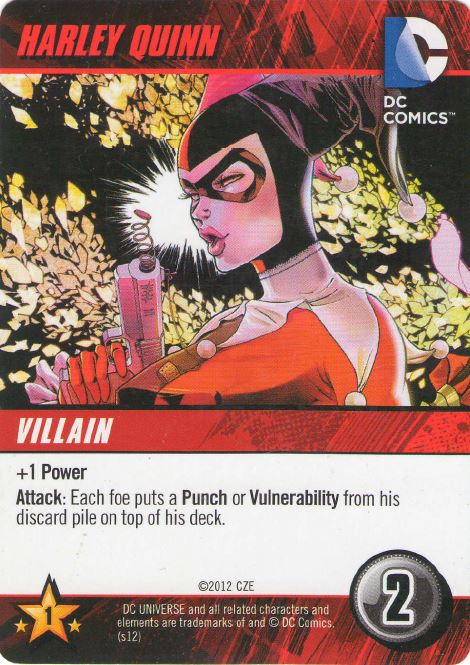 HARLEY QUINN
DC
DC
COMICS™
VILLAIN
+1 Power
Attack: Each foe puts a Punch or Vulnerability from his
discard pile on top of his deck.
©2012 CZE
1
DC UNIVERSE and all related characters and
elements are trademarks of and © DC Comics.
(s12)
2